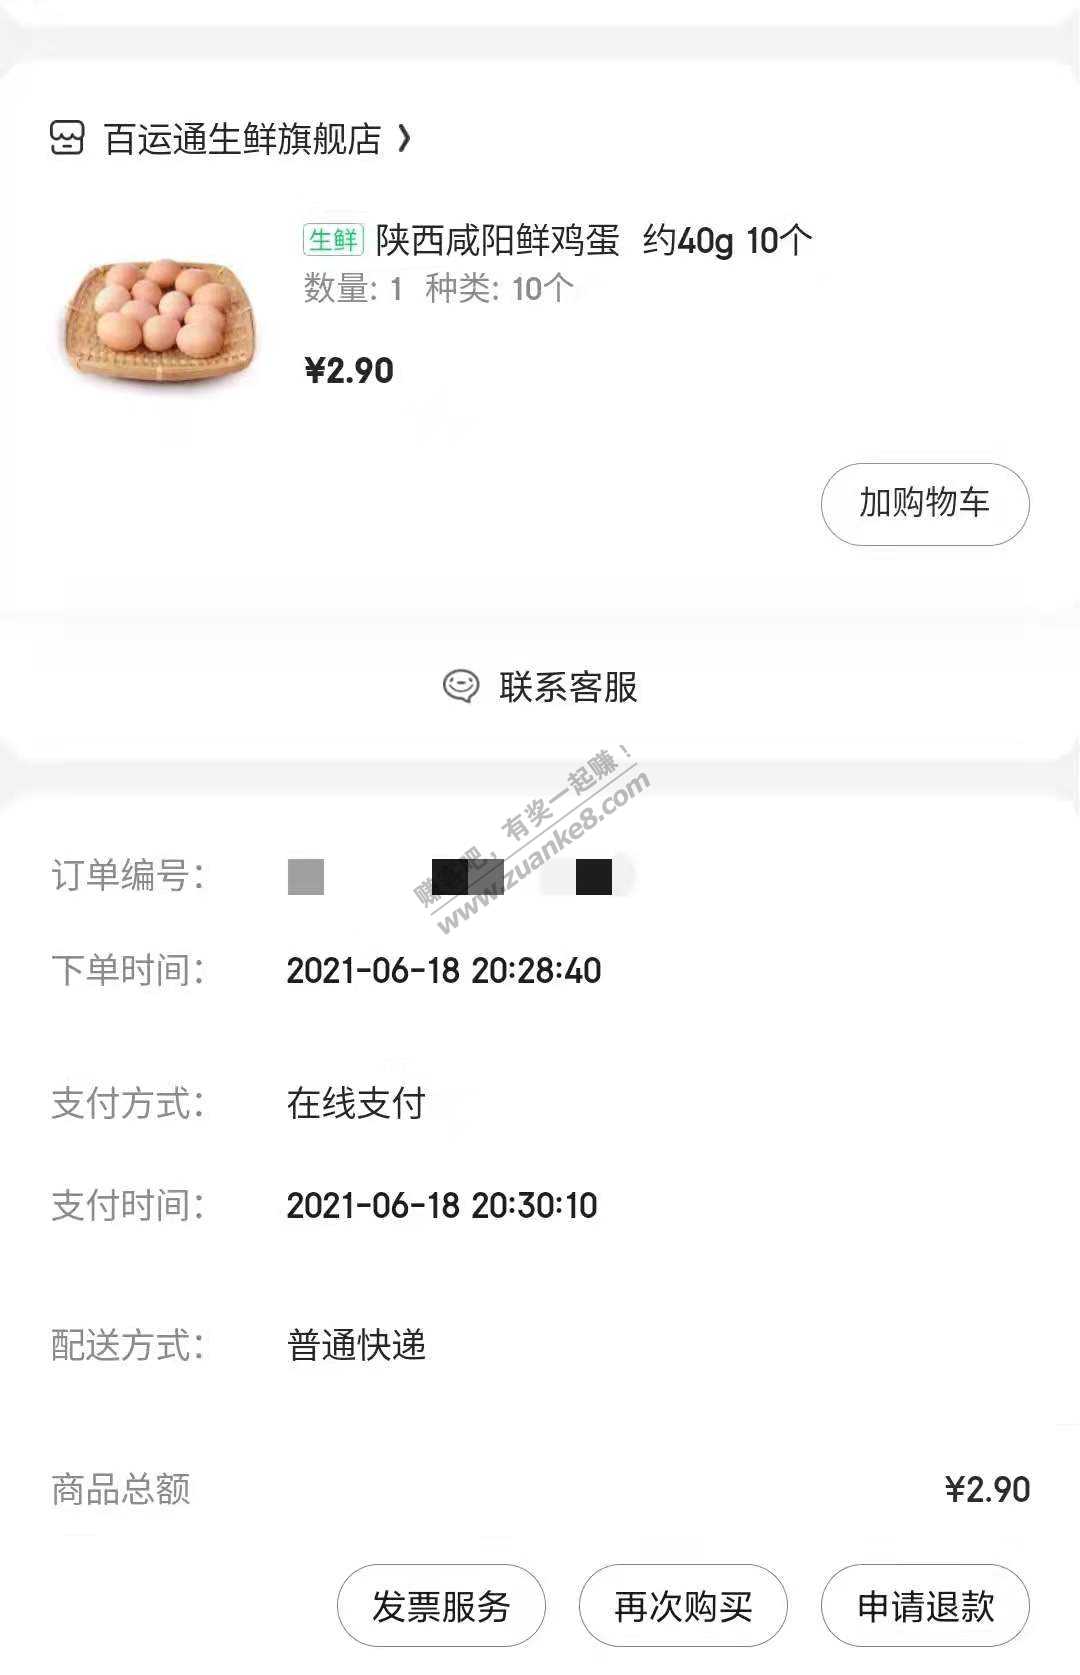 百运通生鲜旗舰店 ❯
生鲜 陕西咸阳鲜鸡蛋 约40g 10个
数量: 1 种类: 10个
¥2.90
加购物车
联系客服
有奖一起赚！
www.zuanke8.com
订单编号：
下单时间： 2021-06-18 20:28:40
支付方式： 在线支付
支付时间： 2021-06-18 20:30:10
配送方式： 普通快递
商品总额 ¥2.90
发票服务 再次购买 申请退款